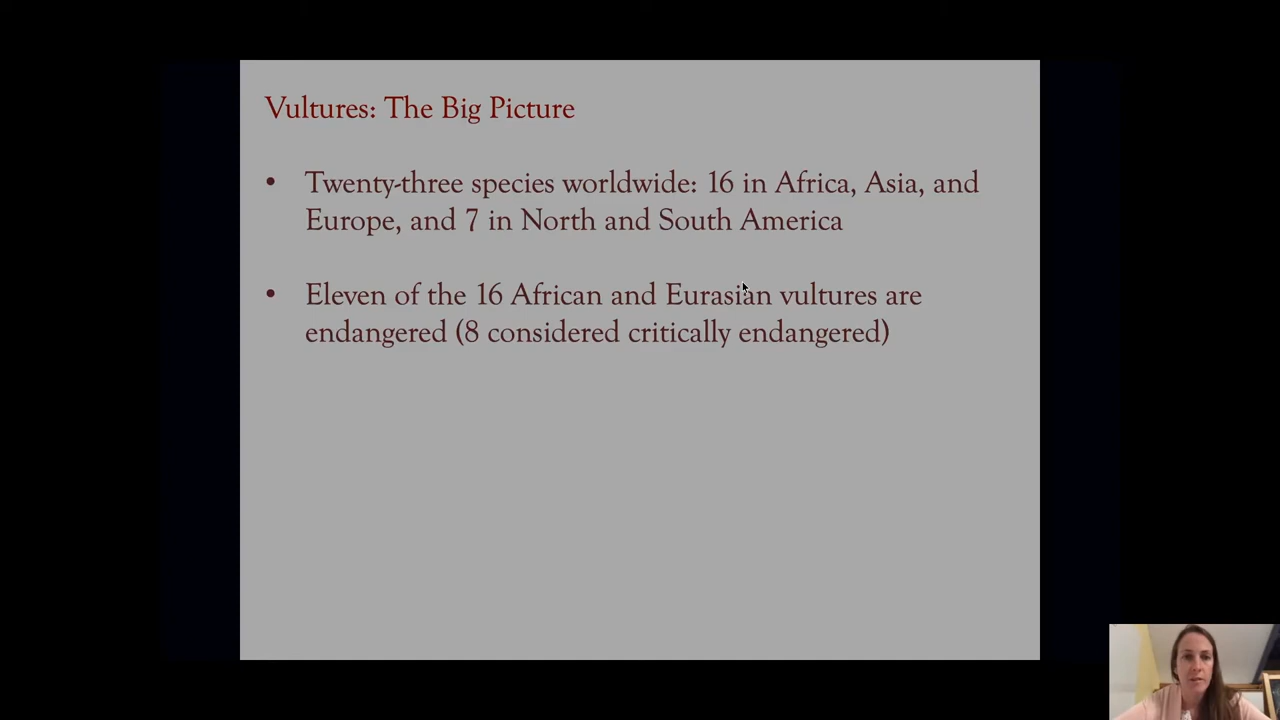 Vultures: The Big Picture
• Twenty-three species worldwide: 16 in Africa, Asia, and
Europe, and 7 in North and South America
• Eleven of the 16 African and Eurasian vultures are
endangered (8 considered critically endangered)